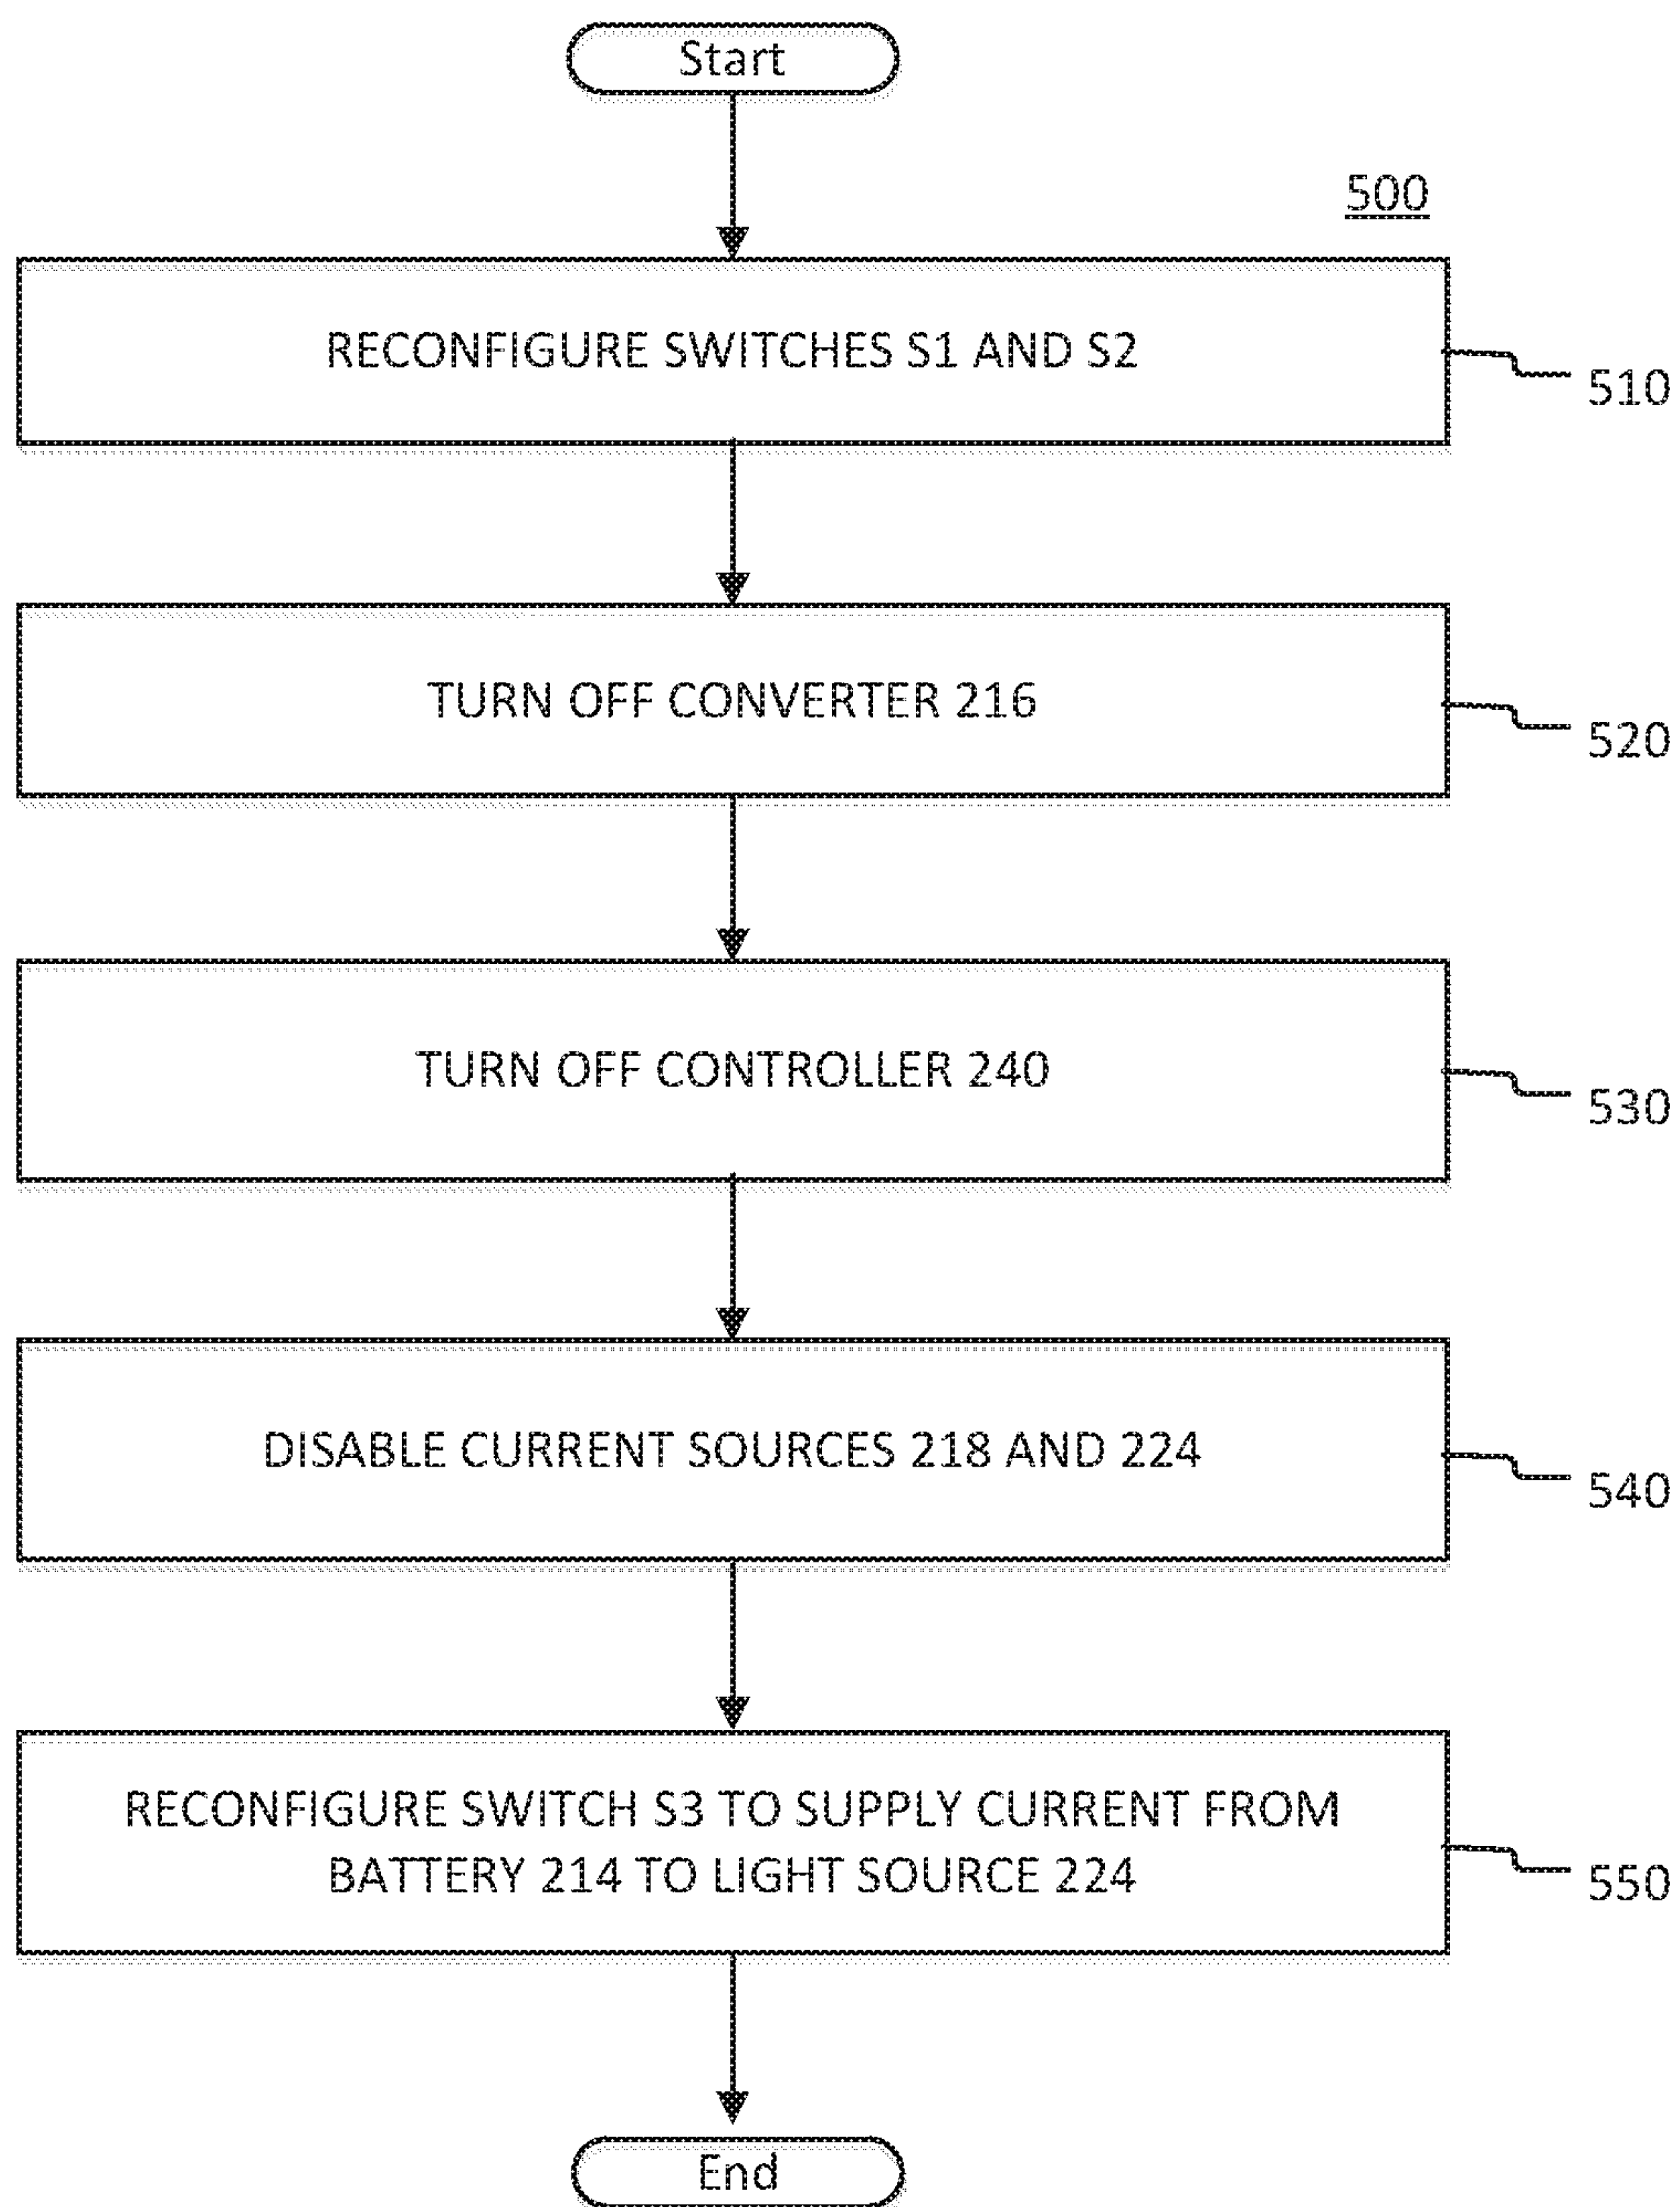 Start
500
RECONFIGURE SWITCHES S1 AND S2
510
TURN OFF CONVERTER 216
520
TURN OFF CONTROLLER 240
530
DISABLE CURRENT SOURCES 218 AND 224
540
RECONFIGURE SWITCH S3 TO SUPPLY CURRENT FROM
BATTERY 214 TO LIGHT SOURCE 224
550
End